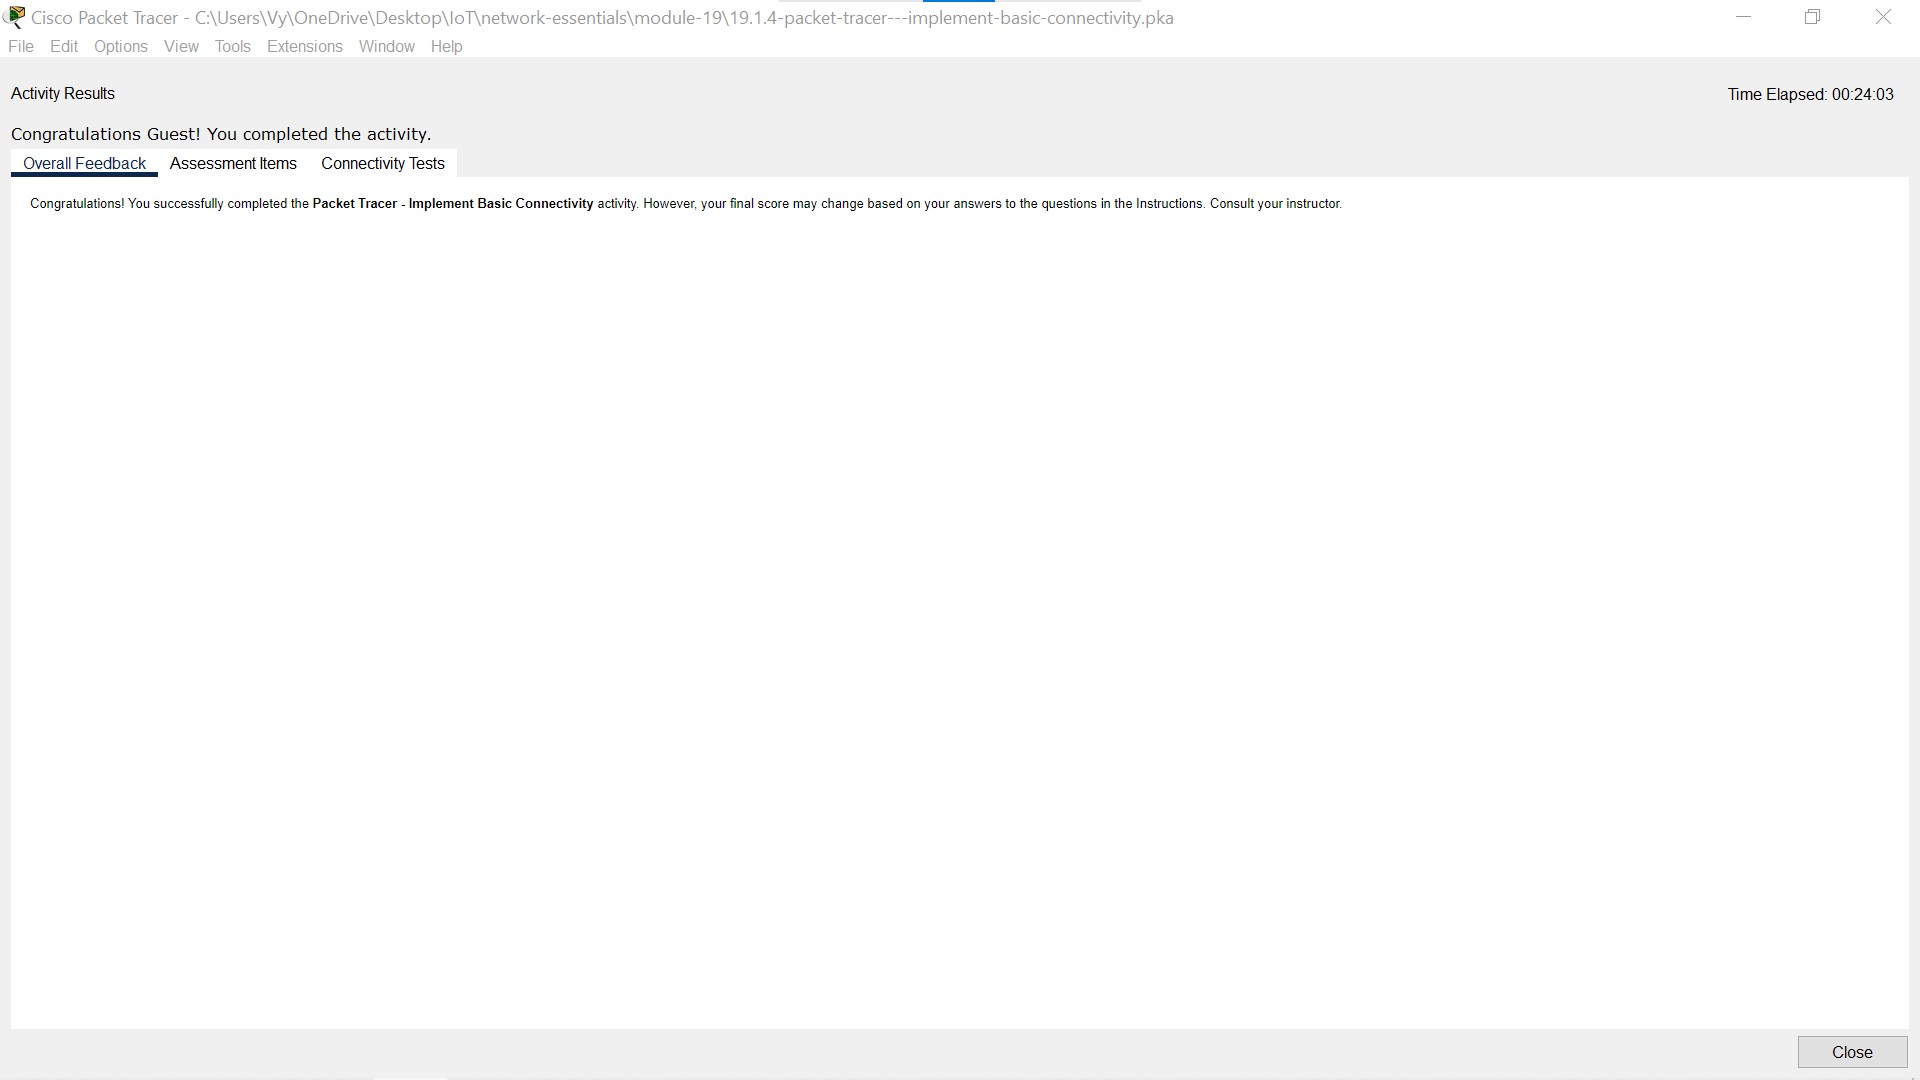 Cisco Packet Tracer - C:\Users\Vy\OneDrive\Desktop\IoT\network-essentials\module-19\19.1.4-packet-tracer---implement-basic-connectivity.pka
File Edit Options View Tools Extensions Window Help
Activity Results
Time Elapsed: 00:24:03
Congratulations Guest! You completed the activity.
Overall Feedback Assessment Items Connectivity Tests
Congratulations! You successfully completed the Packet Tracer - Implement Basic Connectivity activity. However, your final score may change based on your answers to the questions in the Instructions. Consult your instructor.
Close